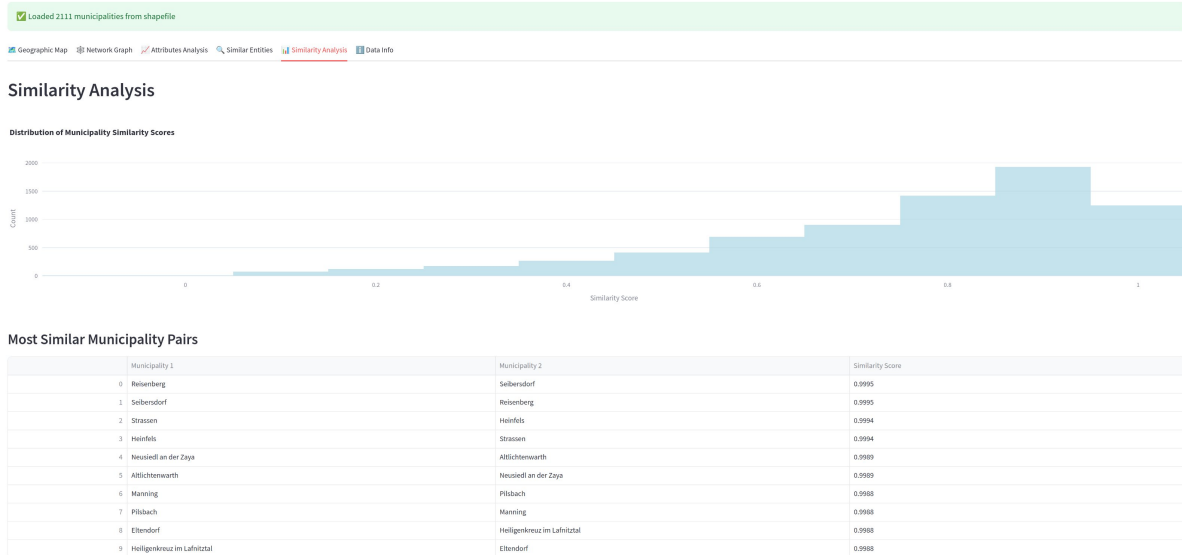 ✅ Loaded 2111 municipalities from shapefile
🗺️ Geographic Map 🕸️ Network Graph 📈 Attributes Analysis 🔍 Similar Entities 📊 Similarity Analysis ℹ️ Data Info
Similarity Analysis
Distribution of Municipality Similarity Scores
2000
1500
1000
500
0
Count
0 0.2 0.4 0.6 0.8 1
Similarity Score
Most Similar Municipality Pairs
Municipality 1 Municipality 2 Similarity Score
0 Reisenberg Seibersdorf 0.9995
1 Seibersdorf Reisenberg 0.9995
2 Strassen Heinfels 0.9994
3 Heinfels Strassen 0.9994
4 Neusiedl an der Zaya Altlichtenwarth 0.9989
5 Altlichtenwarth Neusiedl an der Zaya 0.9989
6 Manning Pilsbach 0.9988
7 Pilsbach Manning 0.9988
8 Eltendorf Heiligenkreuz im Lafnitztal 0.9988
9 Heiligenkreuz im Lafnitztal Eltendorf 0.9988